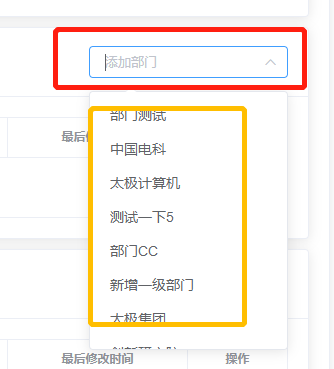 添加部门
部门测试
最后修
中国电科
太极计算机
测试一下5
部门CC
新增一级部门
太极集团
最后修改时间 操作